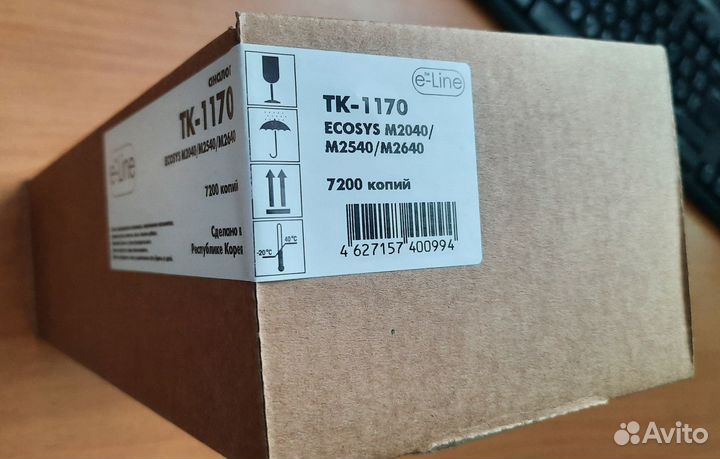 аналог
TK-1170
ECOSYS M2040/M2540/M2640
e-Line
7200 копий
Сделано в
Республике Корея
-20°C
40°C
e-Line
TK-1170
ECOSYS M2040/
M2540/M2640
7200 копий
4 627157 400994
Avito